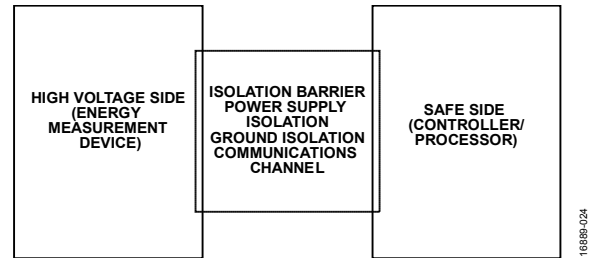 HIGH VOLTAGE SIDE
(ENERGY
MEASUREMENT
DEVICE)
ISOLATION BARRIER
POWER SUPPLY
ISOLATION
GROUND ISOLATION
COMMUNICATIONS
CHANNEL
SAFE SIDE
(CONTROLLER/
PROCESSOR)
16889-024